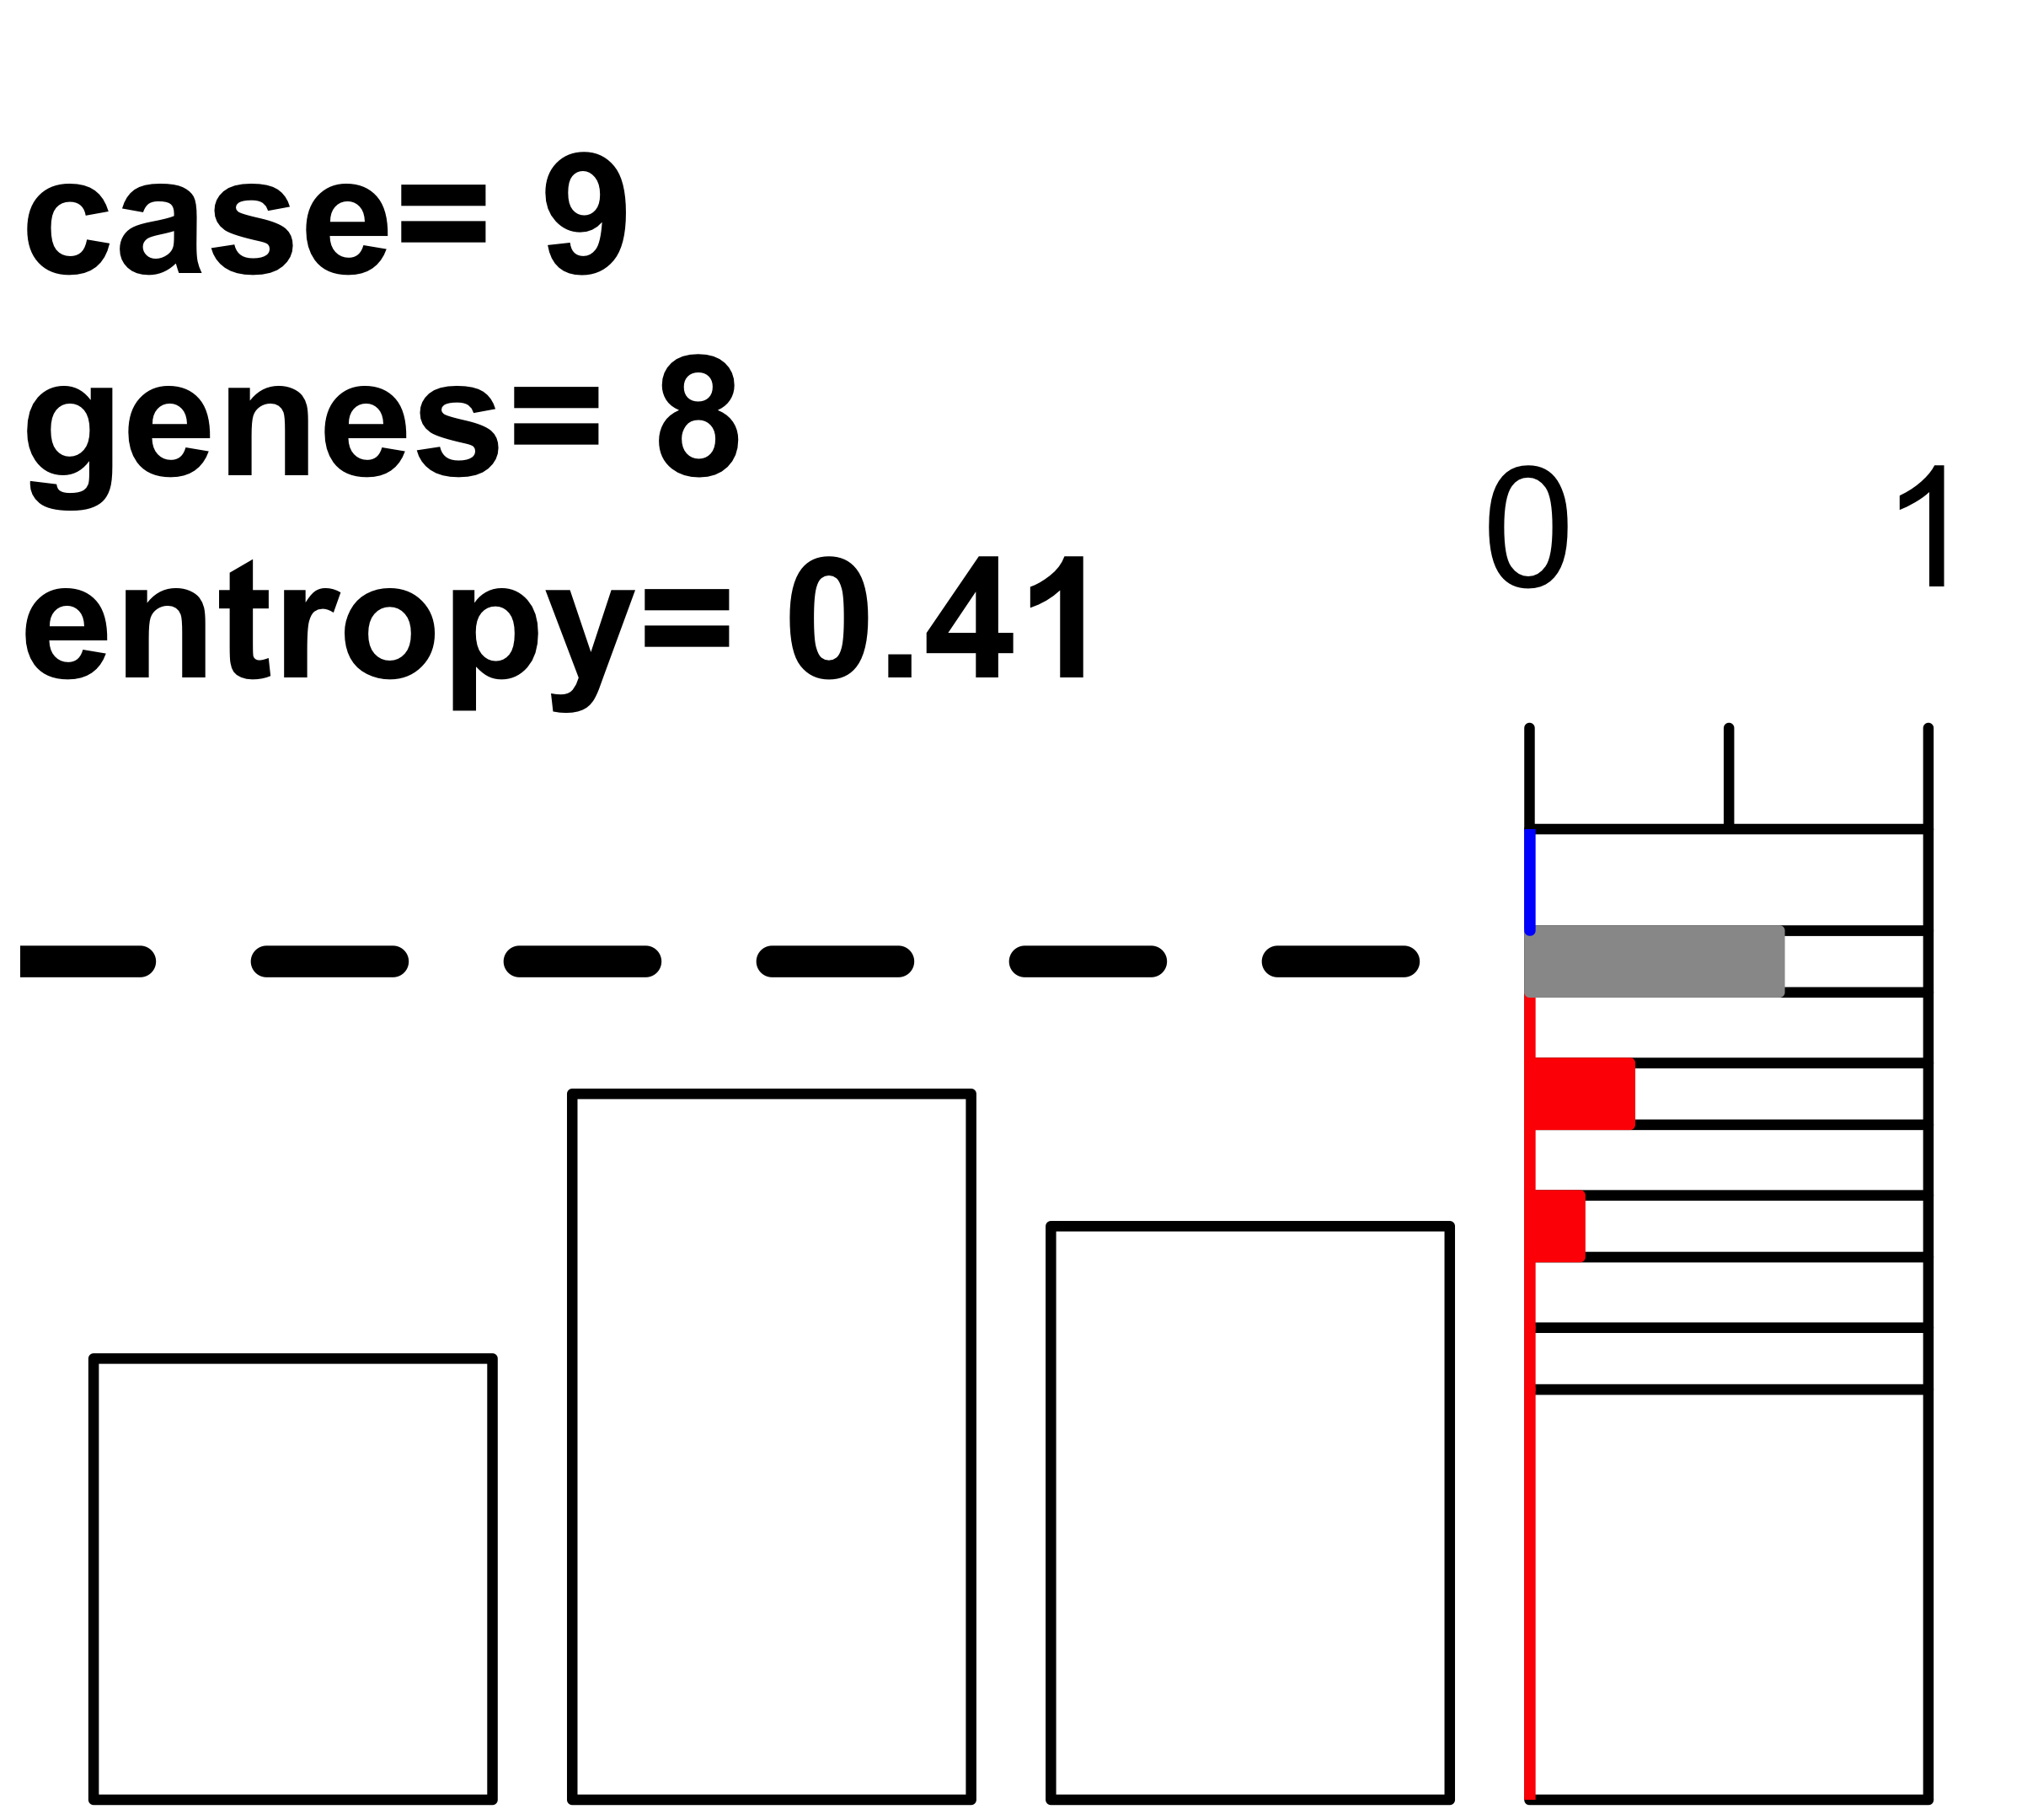 case= 9
genes= 8
entropy= 0.41
0 1